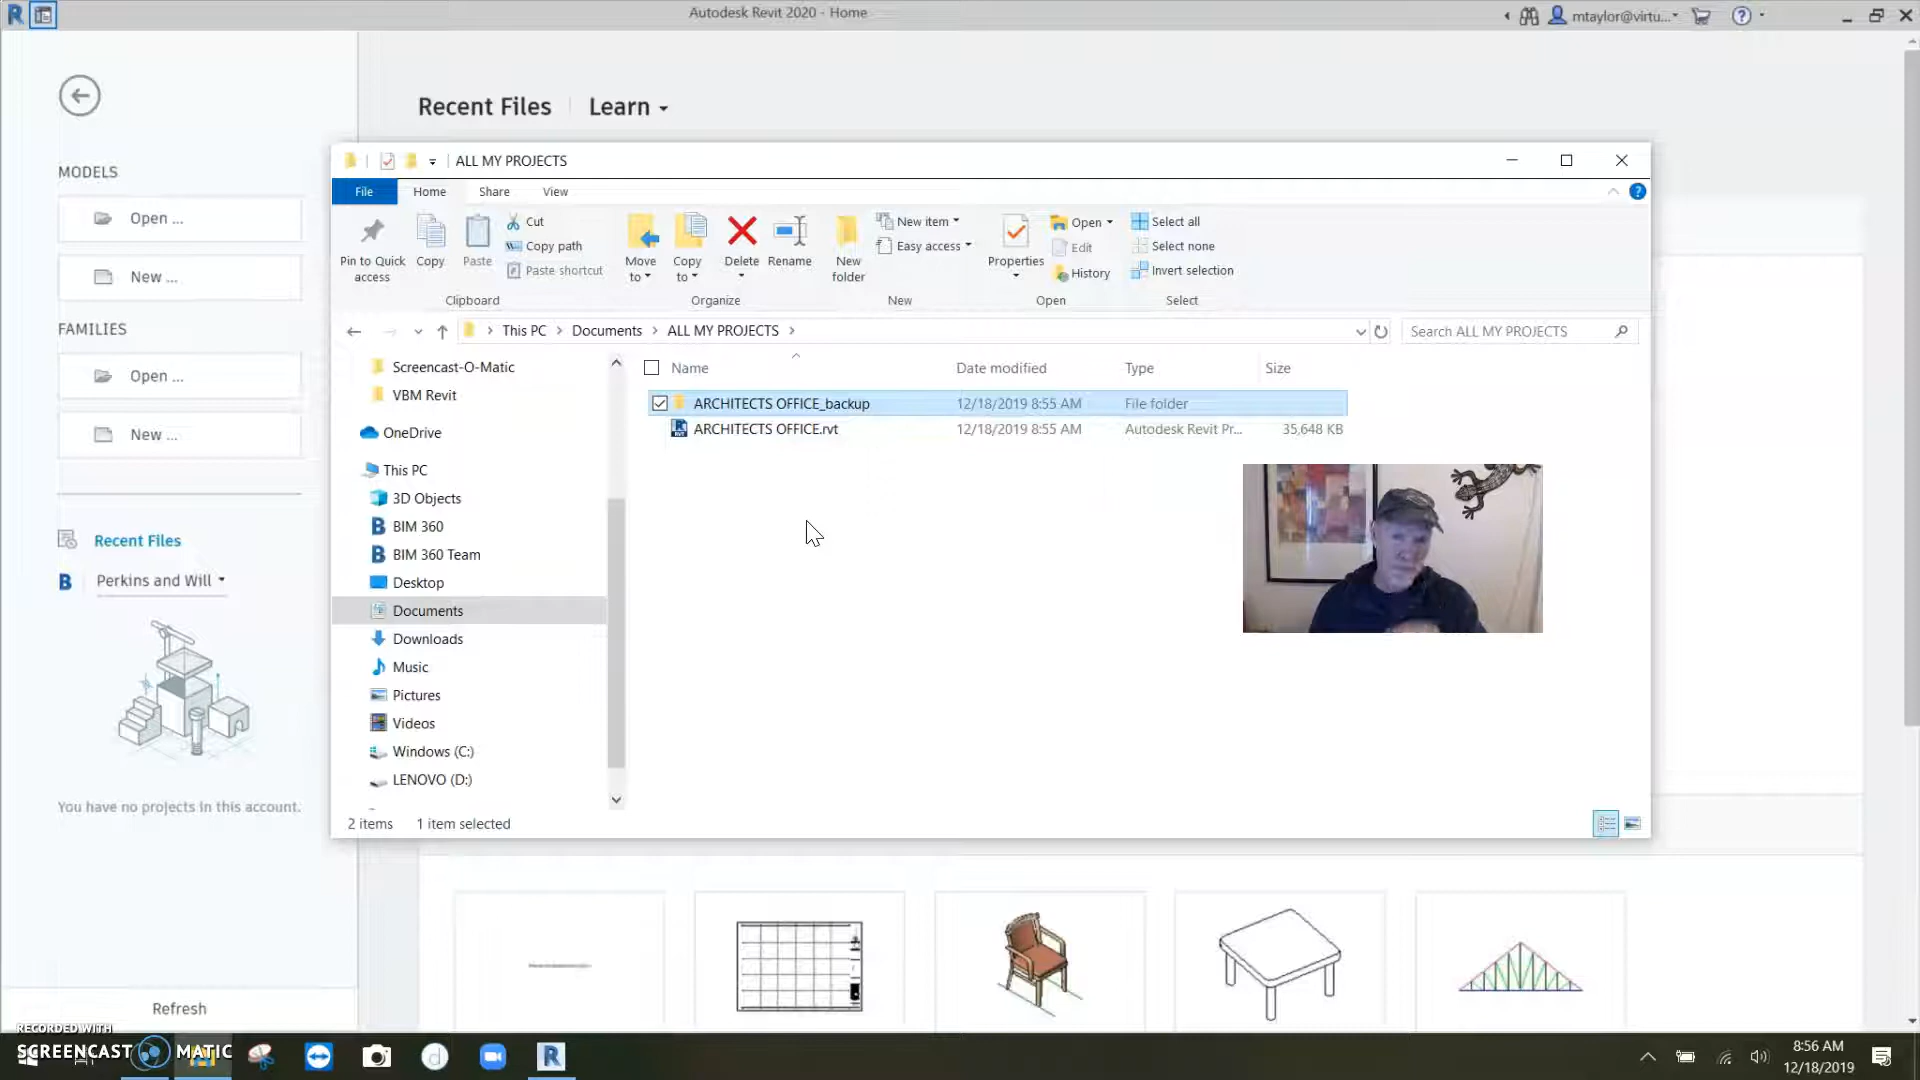 Autodesk Revit 2020 - Home
mtaylor@virtu...
Recent Files
Learn
MODELS
Open ...
New ...
FAMILIES
Open ...
New ...
Recent Files
Perkins and Will
You have no projects in this account.
Refresh
ALL MY PROJECTS
File
Home
Share
View
Pin to Quick
access
Copy
Paste
Cut
Copy path
Paste shortcut
Clipboard
Move
to
Copy
to
Delete
Rename
Organize
New
folder
New item
Easy access
New
Properties
Open
Edit
History
Open
Select all
Select none
Invert selection
Select
This PC
Documents
ALL MY PROJECTS
Search ALL MY PROJECTS
Screencast-O-Matic
VBM Revit
OneDrive
This PC
3D Objects
BIM 360
BIM 360 Team
Desktop
Documents
Downloads
Music
Pictures
Videos
Windows (C:)
LENOVO (D:)
Name Date modified Type Size
ARCHITECTS OFFICE_backup 12/18/2019 8:55 AM File folder
ARCHITECTS OFFICE.rvt 12/18/2019 8:55 AM Autodesk Revit Pr... 35,648 KB
2 items 1 item selected
RECORDED WITH
SCREENCAST MATIC
8:56 AM
12/18/2019